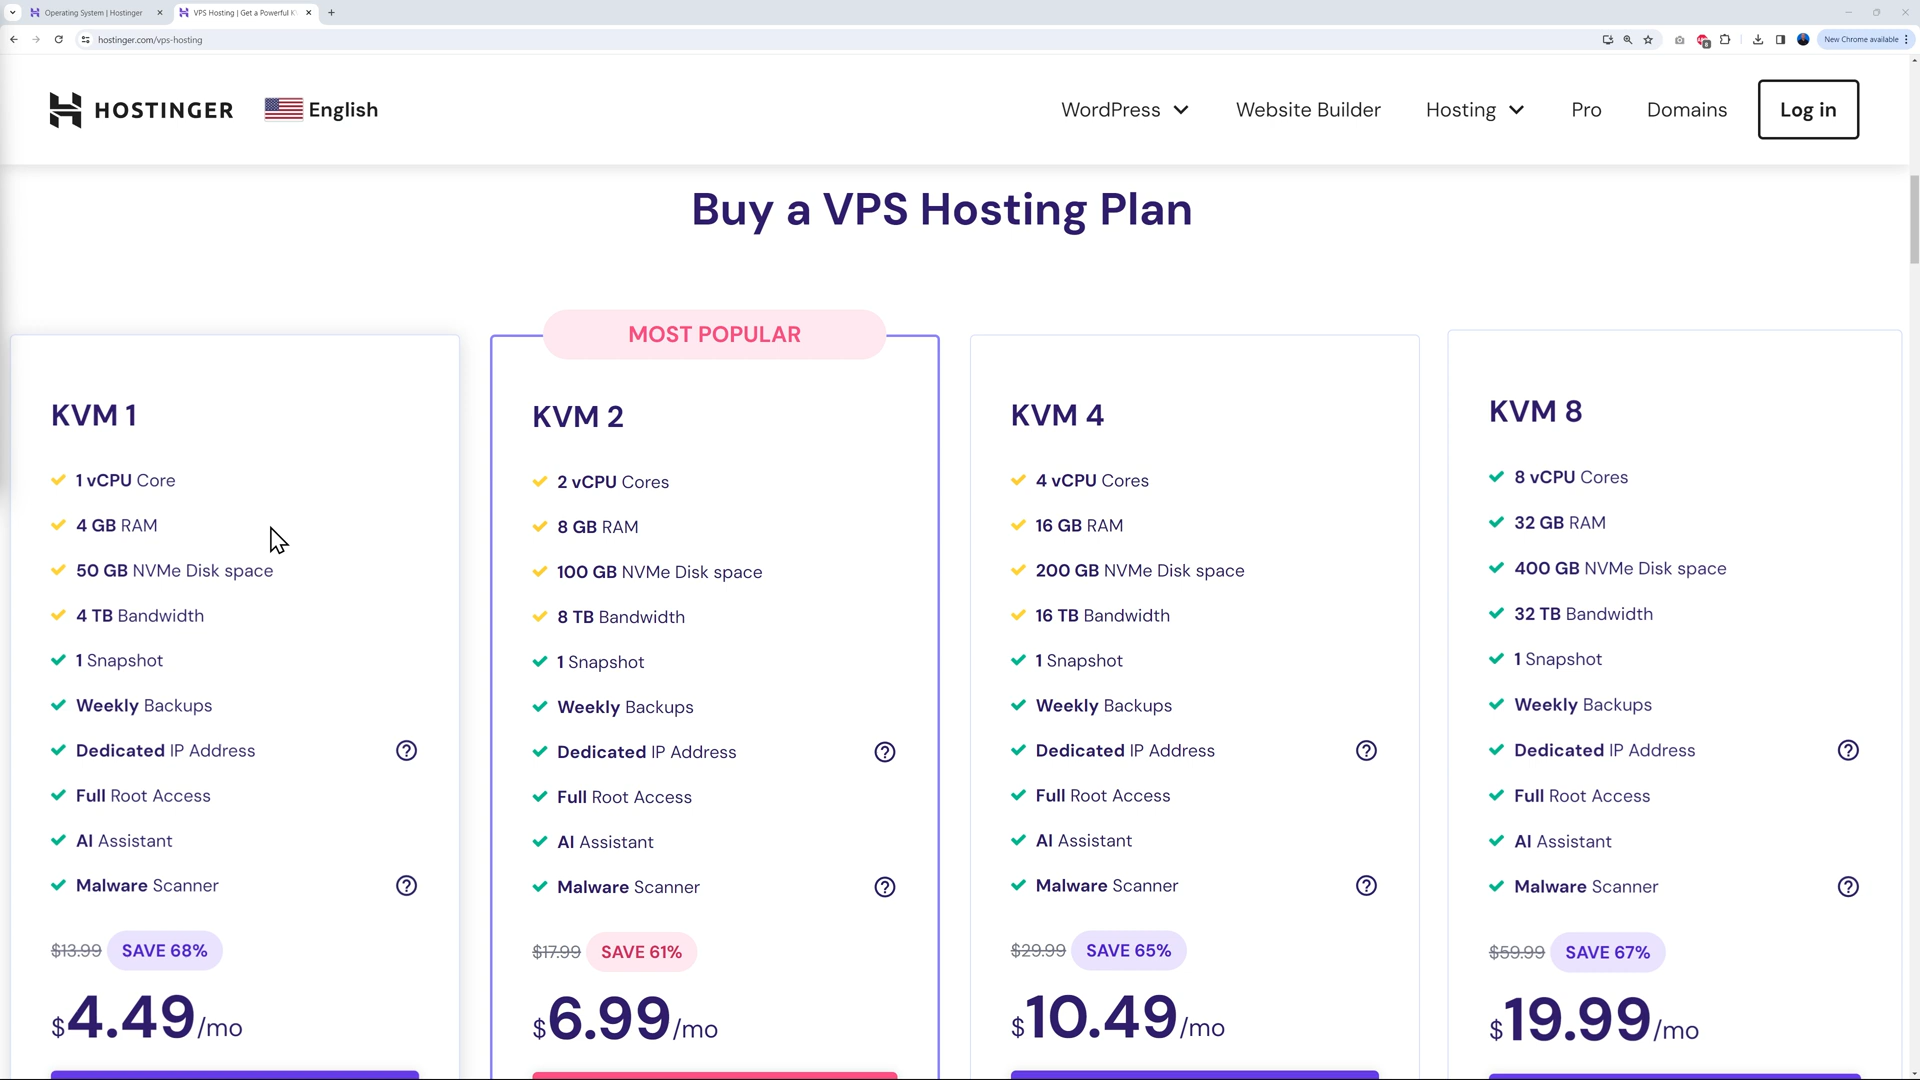 Operating System | Hostinger
VPS Hosting | Get a Powerful K
hostinger.com/vps-hosting
New Chrome available
HOSTINGER
English
WordPress
Website Builder
Hosting
Pro
Domains
Log in
Buy a VPS Hosting Plan
MOST POPULAR
KVM 1
1 vCPU Core
4 GB RAM
50 GB NVMe Disk space
4 TB Bandwidth
1 Snapshot
Weekly Backups
Dedicated IP Address
Full Root Access
AI Assistant
Malware Scanner
$13.99 SAVE 68%
$4.49/mo
KVM 2
2 vCPU Cores
8 GB RAM
100 GB NVMe Disk space
8 TB Bandwidth
1 Snapshot
Weekly Backups
Dedicated IP Address
Full Root Access
AI Assistant
Malware Scanner
$17.99 SAVE 61%
$6.99/mo
KVM 4
4 vCPU Cores
16 GB RAM
200 GB NVMe Disk space
16 TB Bandwidth
1 Snapshot
Weekly Backups
Dedicated IP Address
Full Root Access
AI Assistant
Malware Scanner
$29.99 SAVE 65%
$10.49/mo
KVM 8
8 vCPU Cores
32 GB RAM
400 GB NVMe Disk space
32 TB Bandwidth
1 Snapshot
Weekly Backups
Dedicated IP Address
Full Root Access
AI Assistant
Malware Scanner
$59.99 SAVE 67%
$19.99/mo